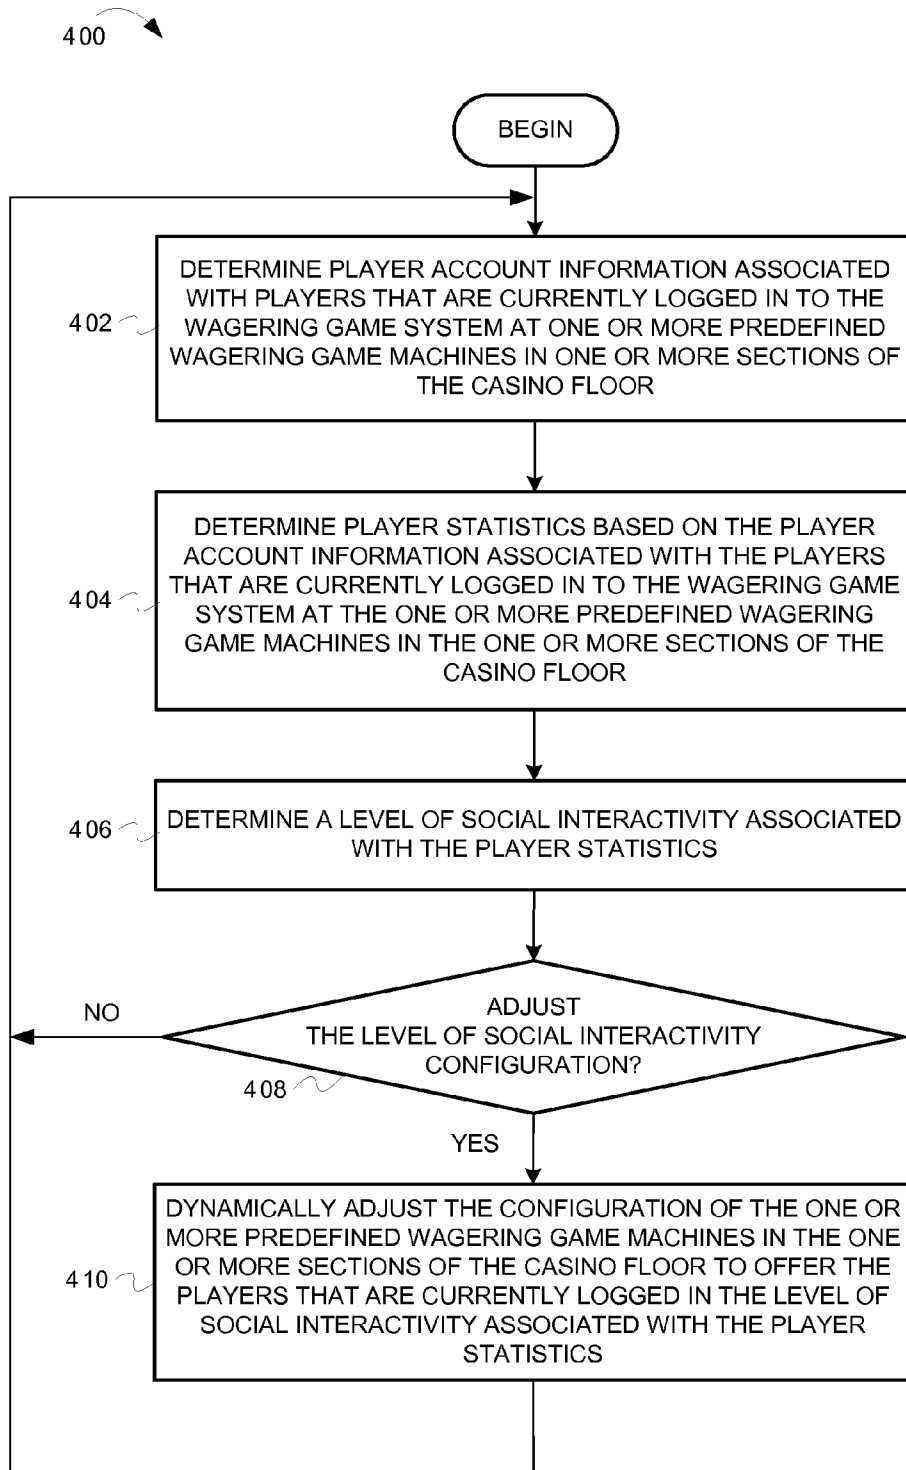 400
BEGIN
DETERMINE PLAYER ACCOUNT INFORMATION ASSOCIATED
WITH PLAYERS THAT ARE CURRENTLY LOGGED IN TO THE
WAGERING GAME SYSTEM AT ONE OR MORE PREDEFINED
WAGERING GAME MACHINES IN ONE OR MORE SECTIONS OF
THE CASINO FLOOR
402
DETERMINE PLAYER STATISTICS BASED ON THE PLAYER
ACCOUNT INFORMATION ASSOCIATED WITH THE PLAYERS
THAT ARE CURRENTLY LOGGED IN TO THE WAGERING GAME
SYSTEM AT THE ONE OR MORE PREDEFINED WAGERING
GAME MACHINES IN THE ONE OR MORE SECTIONS OF THE
CASINO FLOOR
404
DETERMINE A LEVEL OF SOCIAL INTERACTIVITY ASSOCIATED
WITH THE PLAYER STATISTICS
406
ADJUST
THE LEVEL OF SOCIAL INTERACTIVITY
CONFIGURATION?
NO
408
YES
DYNAMICALLY ADJUST THE CONFIGURATION OF THE ONE OR
MORE PREDEFINED WAGERING GAME MACHINES IN THE ONE
OR MORE SECTIONS OF THE CASINO FLOOR TO OFFER THE
PLAYERS THAT ARE CURRENTLY LOGGED IN THE LEVEL OF
SOCIAL INTERACTIVITY ASSOCIATED WITH THE PLAYER
STATISTICS
410